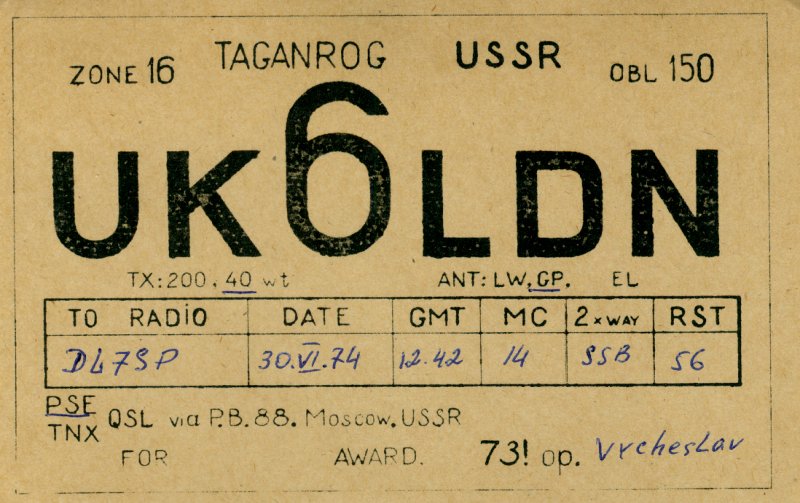 ZONE 16 TAGANROG USSR OBL 150
UK6LDN
TX: 200, 40 wt ANT: LW, GP, EL
TO RADIO DATE GMT MC 2 x WAY RST
DL7SP 30.VI.74 12.42 14 SSB 56
PSE
TNX QSL via P.B. 88. Moscow. USSR
FOR AWARD. 73! op. Vycheslav